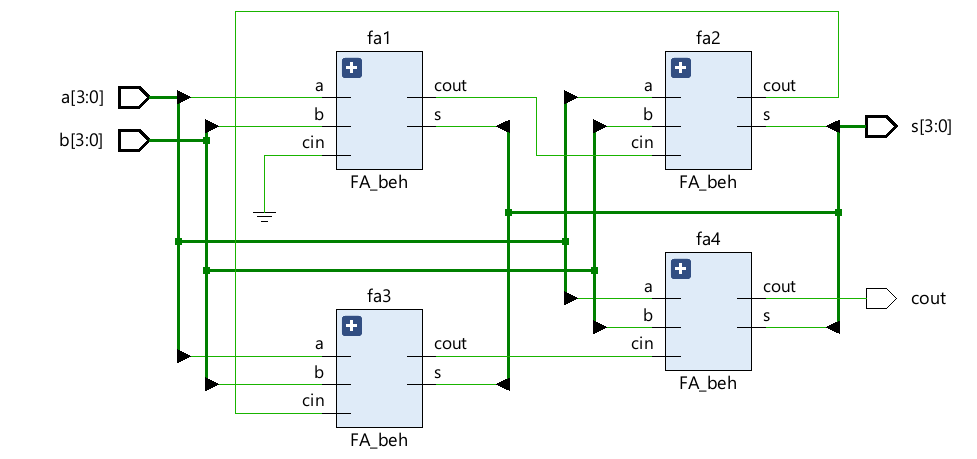 fa1
fa2
a[3:0]
b[3:0]
a
b
cin
cout
s
FA_beh
a
b
cin
cout
s
FA_beh
s[3:0]
fa3
a
b
cin
cout
s
FA_beh
fa4
a
b
cin
cout
s
FA_beh
cout